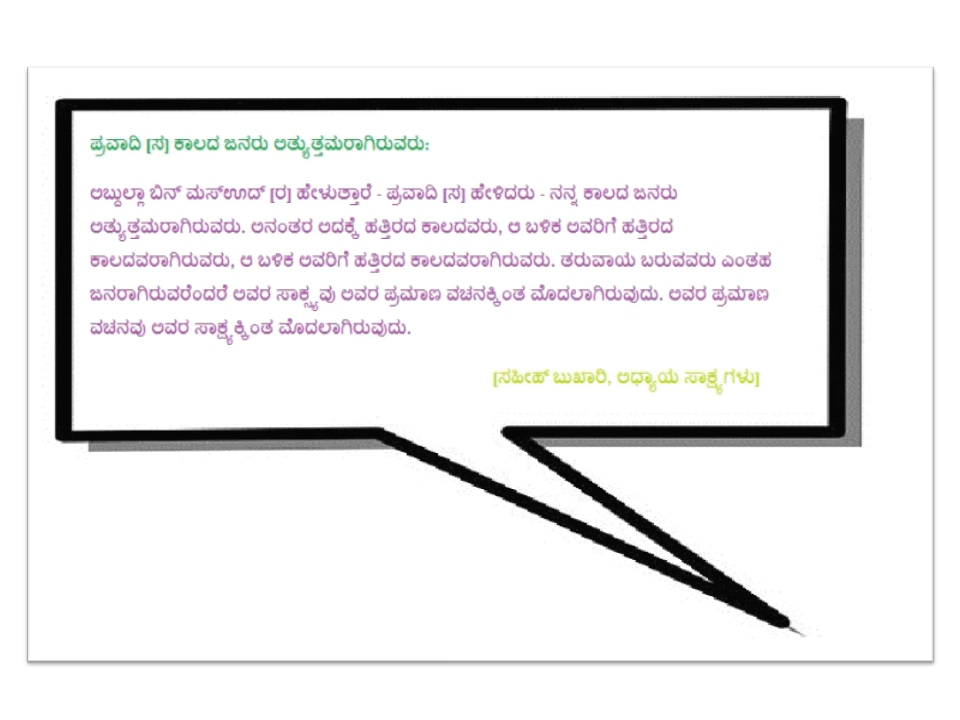 ಪ್ರವಾದಿ [ಸ] ಕಾಲದ ಜನರು ಅತ್ಯುತ್ತಮರಾಗಿರುವರು:
ಅಬ್ದುಲ್ಲಾ ಬಿನ್ ಮಸ್‌ಊದ್ [ರ] ಹೇಳುತ್ತಾರೆ - ಪ್ರವಾದಿ [ಸ] ಹೇಳಿದರು - ನನ್ನ ಕಾಲದ ಜನರು
ಅತ್ಯುತ್ತಮರಾಗಿರುವರು. ಅನಂತರ ಅದಕ್ಕೆ ಹತ್ತಿರದ ಕಾಲದವರು, ಆ ಬಳಿಕ ಅವರಿಗೆ ಹತ್ತಿರದ
ಕಾಲದವರಾಗಿರುವರು, ಆ ಬಳಿಕ ಅವರಿಗೆ ಹತ್ತಿರದ ಕಾಲದವರಾಗಿರುವರು. ತರುವಾಯ ಬರುವವರು ಎಂತಹ
ಜನರಾಗಿರುವರೆಂದರೆ ಅವರ ಸಾಕ್ಸ್ಯವು ಅವರ ಪ್ರಮಾಣ ವಚನಕ್ಕಿಂತ ಮೊದಲಾಗಿರುವುದು. ಅವರ ಪ್ರಮಾಣ
ವಚನವು ಅವರ ಸಾಕ್ಷ್ಯಕ್ಕಿಂತ ಮೊದಲಾಗಿರುವುದು.
[ಸಹೀಹ್ ಬುಖಾರಿ, ಅಧ್ಯಾಯ ಸಾಕ್ಷ್ಯಗಳು]